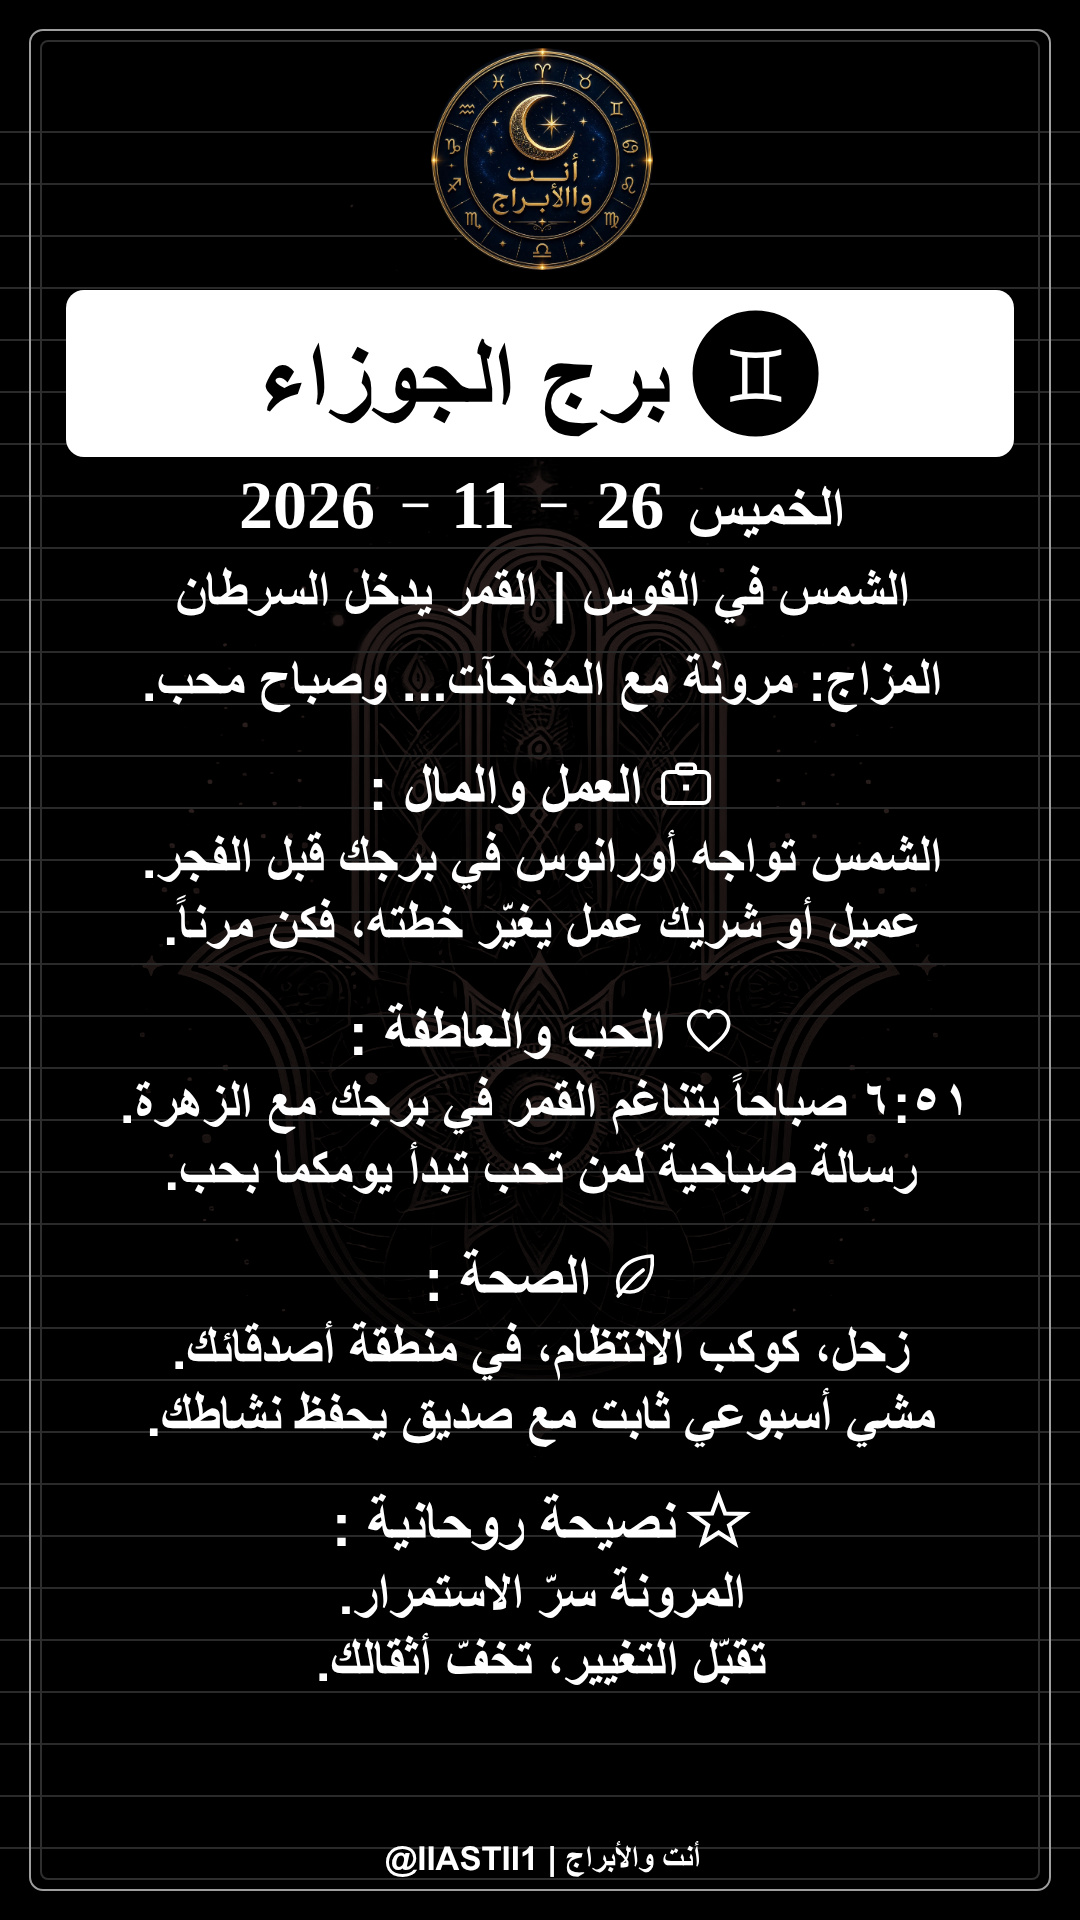 أنت
واالأبراج
برج الجوزاء
الخميس 26 - 11 - 2026
الشمس في القوس | القمر يدخل السرطان
المزاج: مرونة مع المفاجآت... وصباح محب.
العمل والمال :
الشمس تواجه أورانوس في برجك قبل الفجر.
عميل أو شريك عمل يغيّر خطته، فكن مرناً.
الحب والعاطفة :
٦:٥١ صباحاً يتناغم القمر في برجك مع الزهرة.
رسالة صباحية لمن تحب تبدأ يومكما بحب.
الصحة :
زحل، كوكب الانتظام، في منطقة أصدقائك.
مشي أسبوعي ثابت مع صديق يحفظ نشاطك.
نصيحة روحانية :
المرونة سرّ الاستمرار.
تقبّل التغيير، تخفّ أثقالك.
أنت والأبراج | @IIASTII1